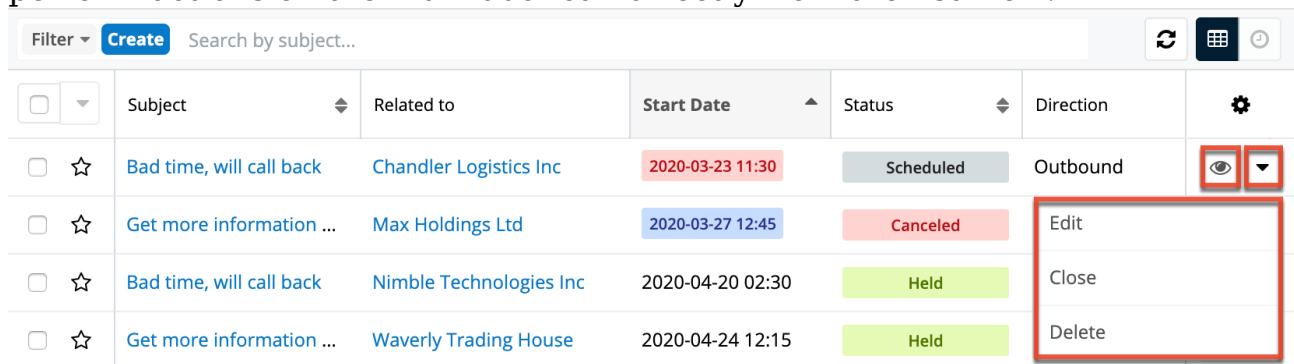 Filter Create Search by subject...
Subject Related to Start Date Status Direction
Bad time, will call back Chandler Logistics Inc 2020-03-23 11:30 Scheduled Outbound
Get more information ... Max Holdings Ltd 2020-03-27 12:45 Canceled Edit
Bad time, will call back Nimble Technologies Inc 2020-04-20 02:30 Held Close
Get more information ... Waverly Trading House 2020-04-24 12:15 Held Delete